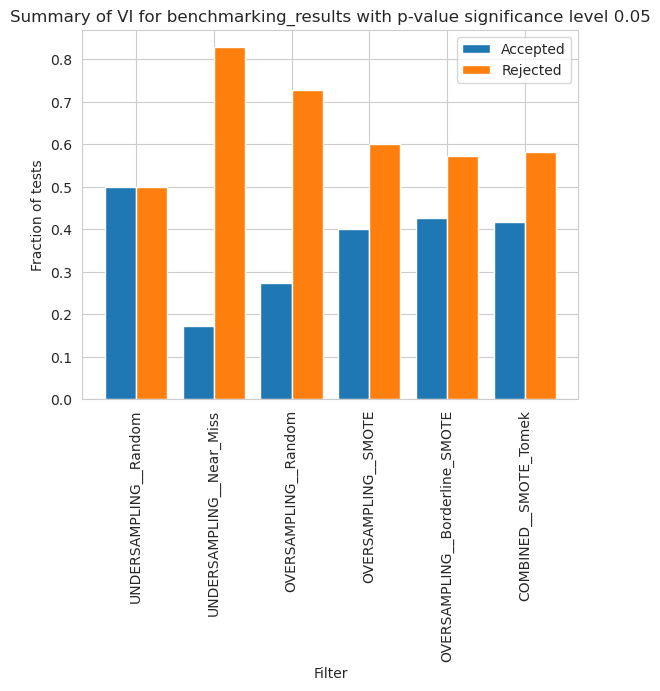 Summary of VI for benchmarking_results with p-value significance level 0.05
Accepted
Rejected
Fraction of tests
0.8
0.7
0.6
0.5
0.4
0.3
0.2
0.1
0.0
UNDERSAMPLING__Random
UNDERSAMPLING__Near_Miss
OVERSAMPLING__Random
OVERSAMPLING__SMOTE
OVERSAMPLING__Borderline_SMOTE
COMBINED__SMOTE_Tomek
Filter